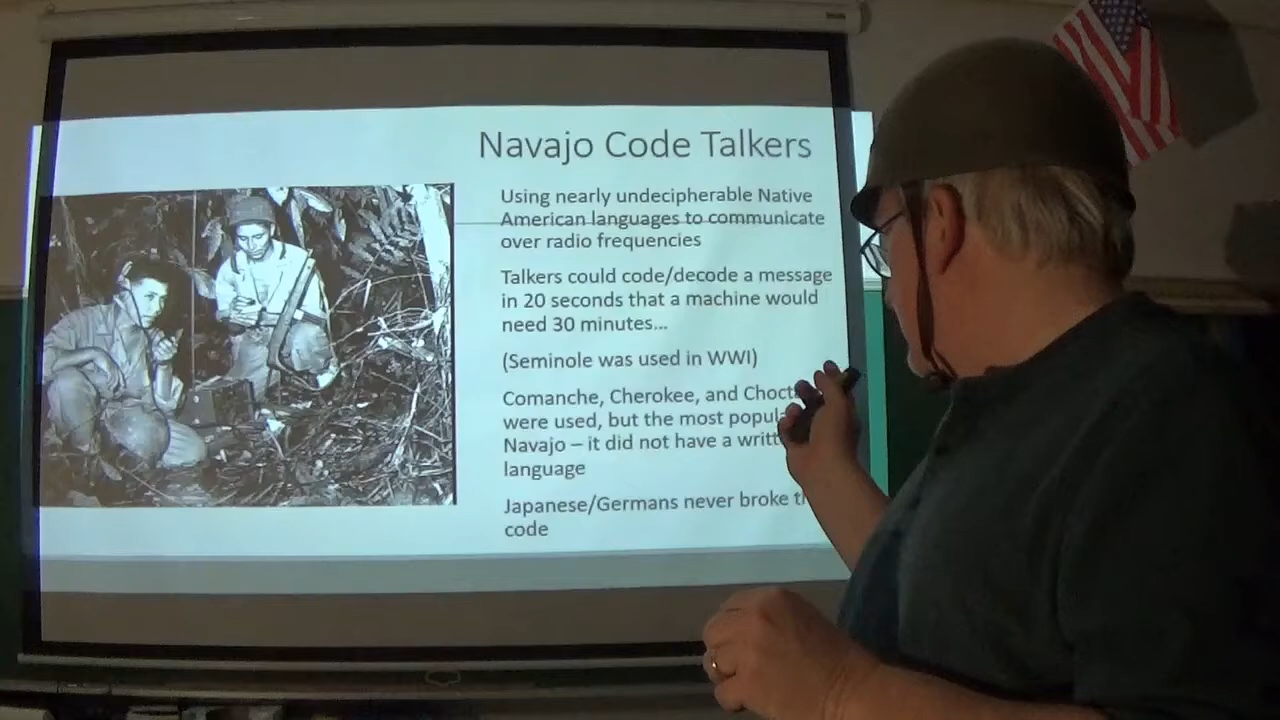 Navajo Code Talkers
Using nearly undecipherable Native
American languages to communicate
over radio frequencies
Talkers could code/decode a message
in 20 seconds that a machine would
need 30 minutes...
(Seminole was used in WWI)
Comanche, Cherokee, and
were used, but the most
Navajo – it did not have a
language
Japanese/Germans never broke
code